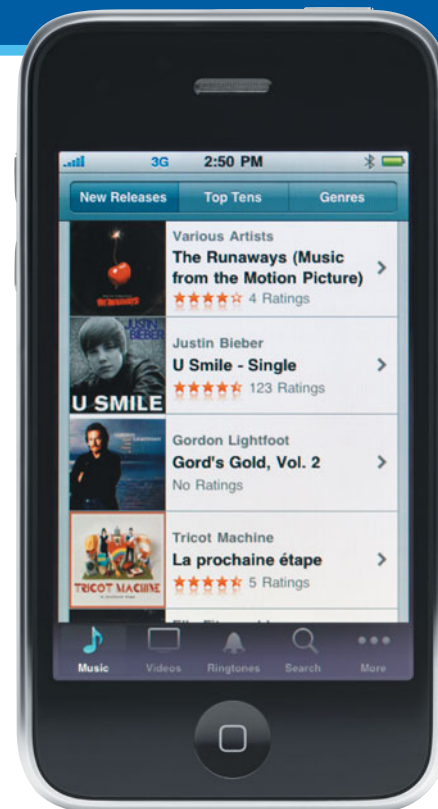 3G 2:50 PM
New Releases Top Tens Genres
Various Artists
The Runaways (Music
from the Motion Picture)
4 Ratings
JUSTIN
BIEBER
U SMILE
Justin Bieber
U Smile - Single
123 Ratings
Gordon Lightfoot
Gord's Gold, Vol. 2
No Ratings
TRICOT MACHINE
Tricot Machine
La prochaine étape
5 Ratings
Music Videos Ringtones Search More